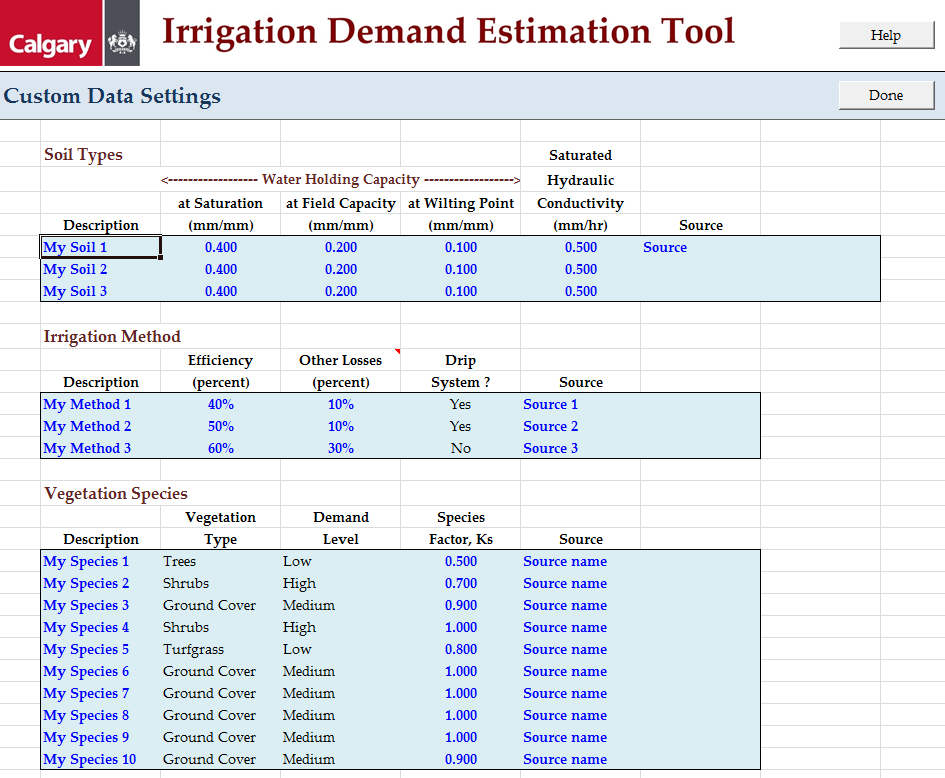 Calgary
Irrigation Demand Estimation Tool
Help
Custom Data Settings
Done
Soil Types Saturated
<------------------ Water Holding Capacity ------------------> Hydraulic
at Saturation at Field Capacity at Wilting Point Conductivity
Description (mm/mm) (mm/mm) (mm/mm) (mm/hr) Source
My Soil 1 0.400 0.200 0.100 0.500 Source
My Soil 2 0.400 0.200 0.100 0.500
My Soil 3 0.400 0.200 0.100 0.500
Irrigation Method
Efficiency Other Losses Drip
Description (percent) (percent) System ? Source
My Method 1 40% 10% Yes Source 1
My Method 2 50% 10% Yes Source 2
My Method 3 60% 30% No Source 3
Vegetation Species
Vegetation Demand Species
Description Type Level Factor, Ks Source
My Species 1 Trees Low 0.500 Source name
My Species 2 Shrubs High 0.700 Source name
My Species 3 Ground Cover Medium 0.900 Source name
My Species 4 Shrubs High 1.000 Source name
My Species 5 Turfgrass Low 0.800 Source name
My Species 6 Ground Cover Medium 1.000 Source name
My Species 7 Ground Cover Medium 1.000 Source name
My Species 8 Ground Cover Medium 1.000 Source name
My Species 9 Ground Cover Medium 1.000 Source name
My Species 10 Ground Cover Medium 0.900 Source name